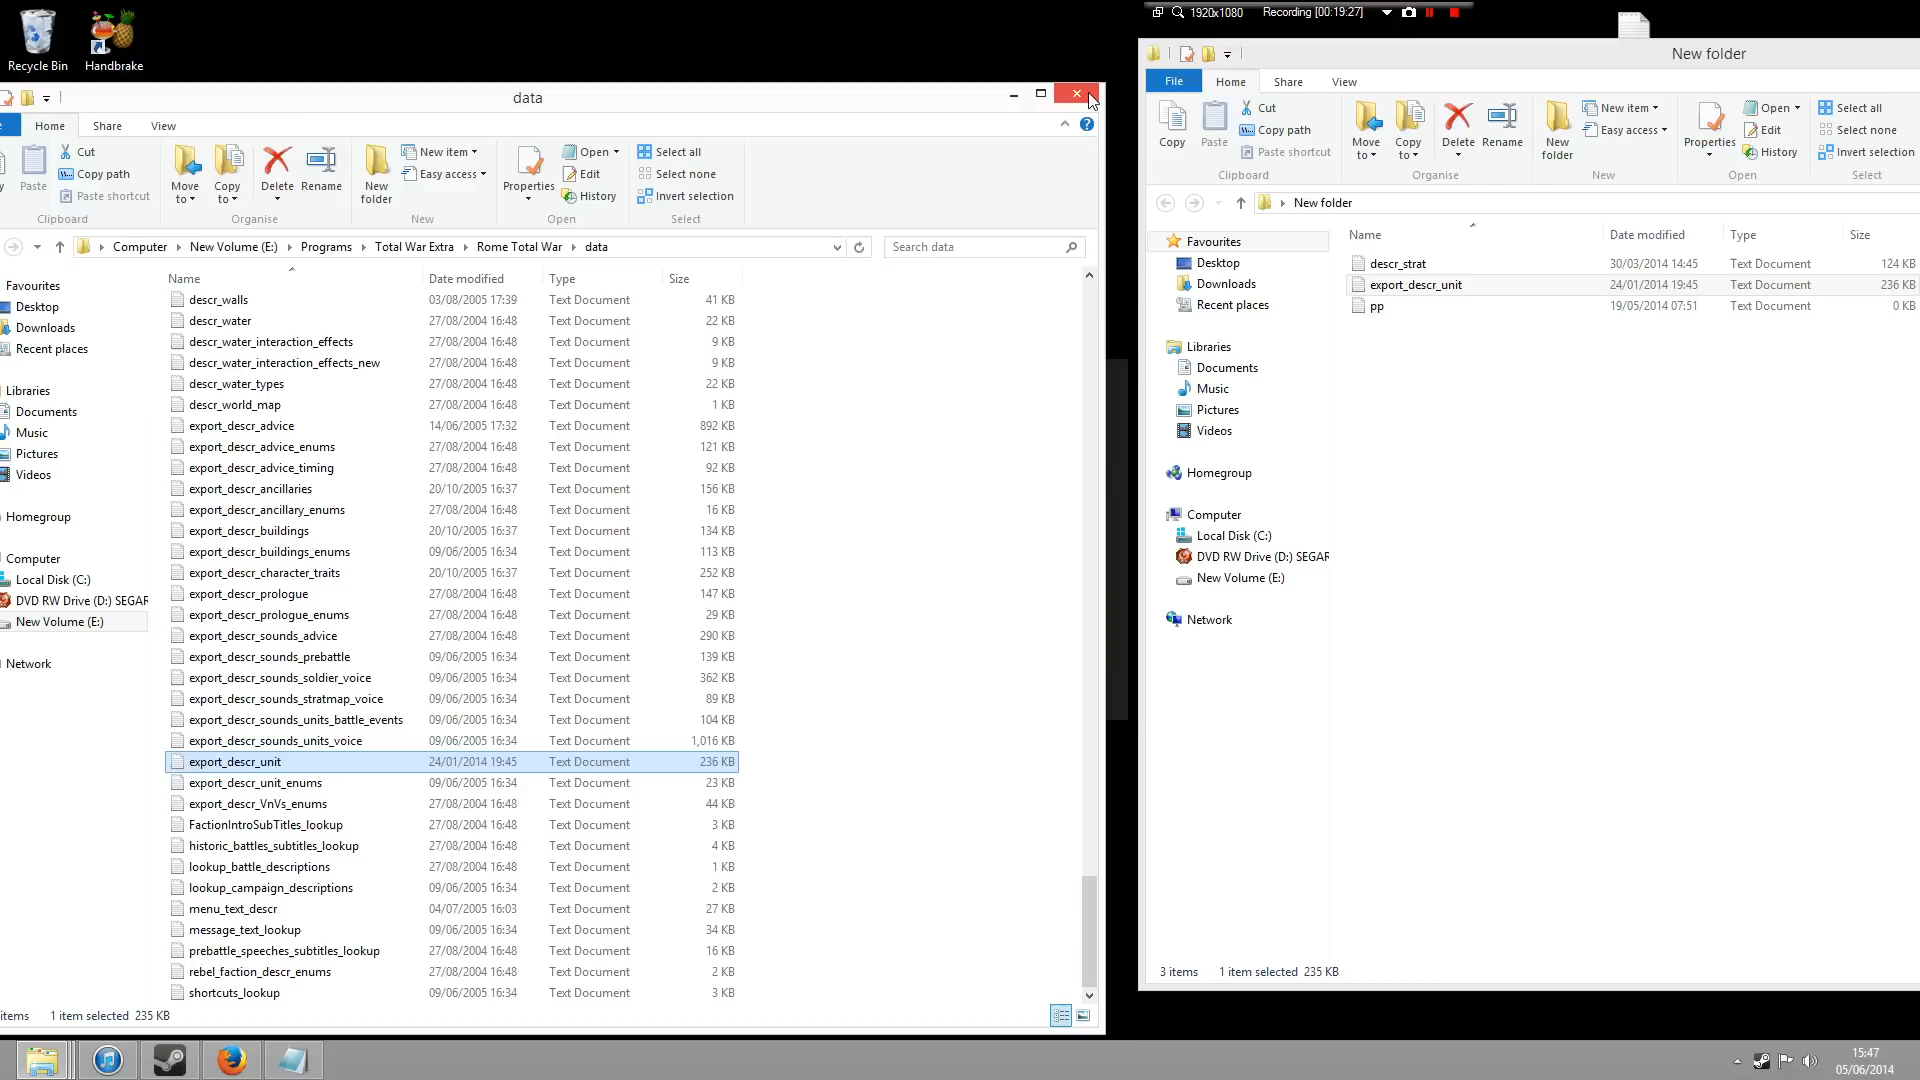 1920x1080 Recording [00:19:27]
Recycle Bin Handbrake
data
Home Share View
Paste
Cut
Copy path
Paste shortcut
Clipboard
Move to
Copy to
Delete
Rename
Organise
New folder
New item
Easy access
New
Properties
Open
Edit
History
Open
Select all
Select none
Invert selection
Select
Computer New Volume (E:) Programs Total War Extra Rome Total War data
Search data
Favourites
Desktop
Downloads
Recent places
Libraries
Documents
Music
Pictures
Videos
Homegroup
Computer
Local Disk (C:)
DVD RW Drive (D:) SEGAR
New Volume (E:)
Network
Name Date modified Type Size
descr_walls 03/08/2005 17:39 Text Document 41 KB
descr_water 27/08/2004 16:48 Text Document 22 KB
descr_water_interaction_effects 27/08/2004 16:48 Text Document 9 KB
descr_water_interaction_effects_new 27/08/2004 16:48 Text Document 9 KB
descr_water_types 27/08/2004 16:48 Text Document 22 KB
descr_world_map 27/08/2004 16:48 Text Document 1 KB
export_descr_advice 14/06/2005 17:32 Text Document 892 KB
export_descr_advice_enums 27/08/2004 16:48 Text Document 121 KB
export_descr_advice_timing 27/08/2004 16:48 Text Document 92 KB
export_descr_ancillaries 20/10/2005 16:37 Text Document 156 KB
export_descr_ancillary_enums 27/08/2004 16:48 Text Document 16 KB
export_descr_buildings 20/10/2005 16:37 Text Document 134 KB
export_descr_buildings_enums 09/06/2005 16:34 Text Document 113 KB
export_descr_character_traits 20/10/2005 16:37 Text Document 252 KB
export_descr_prologue 27/08/2004 16:48 Text Document 147 KB
export_descr_prologue_enums 27/08/2004 16:48 Text Document 29 KB
export_descr_sounds_advice 27/08/2004 16:48 Text Document 290 KB
export_descr_sounds_prebattle 09/06/2005 16:34 Text Document 139 KB
export_descr_sounds_soldier_voice 09/06/2005 16:34 Text Document 362 KB
export_descr_sounds_stratmap_voice 09/06/2005 16:34 Text Document 89 KB
export_descr_sounds_units_battle_events 09/06/2005 16:34 Text Document 104 KB
export_descr_sounds_units_voice 09/06/2005 16:34 Text Document 1,016 KB
export_descr_unit 24/01/2014 19:45 Text Document 236 KB
export_descr_unit_enums 09/06/2005 16:34 Text Document 23 KB
export_descr_VnVs_enums 27/08/2004 16:48 Text Document 44 KB
FactionIntroSubTitles_lookup 27/08/2004 16:48 Text Document 3 KB
historic_battles_subtitles_lookup 27/08/2004 16:48 Text Document 4 KB
lookup_battle_descriptions 27/08/2004 16:48 Text Document 1 KB
lookup_campaign_descriptions 09/06/2005 16:34 Text Document 2 KB
menu_text_descr 04/07/2005 16:03 Text Document 27 KB
message_text_lookup 09/06/2005 16:34 Text Document 34 KB
prebattle_speeches_subtitles_lookup 27/08/2004 16:48 Text Document 16 KB
rebel_faction_descr_enums 27/08/2004 16:48 Text Document 2 KB
shortcuts_lookup 09/06/2005 16:34 Text Document 3 KB
items 1 item selected 235 KB
New folder
File Home Share View
Copy
Paste
Cut
Copy path
Paste shortcut
Clipboard
Move to
Copy to
Delete
Rename
Organise
New folder
New item
Easy access
New
Properties
Open
Edit
History
Open
Select all
Select none
Invert selection
Select
New folder
Favourites
Desktop
Downloads
Recent places
Libraries
Documents
Music
Pictures
Videos
Homegroup
Computer
Local Disk (C:)
DVD RW Drive (D:) SEGAR
New Volume (E:)
Network
Name Date modified Type Size
descr_strat 30/03/2014 14:45 Text Document 124 KB
export_descr_unit 24/01/2014 19:45 Text Document 236 KB
pp 19/05/2014 07:51 Text Document 0 KB
3 items 1 item selected 235 KB
15:47
05/06/2014